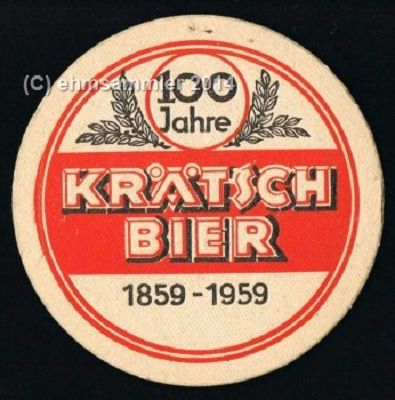 (C) ehmsammler 2014
100
Jahre
KRÄTSCH
BIER
1859-1959